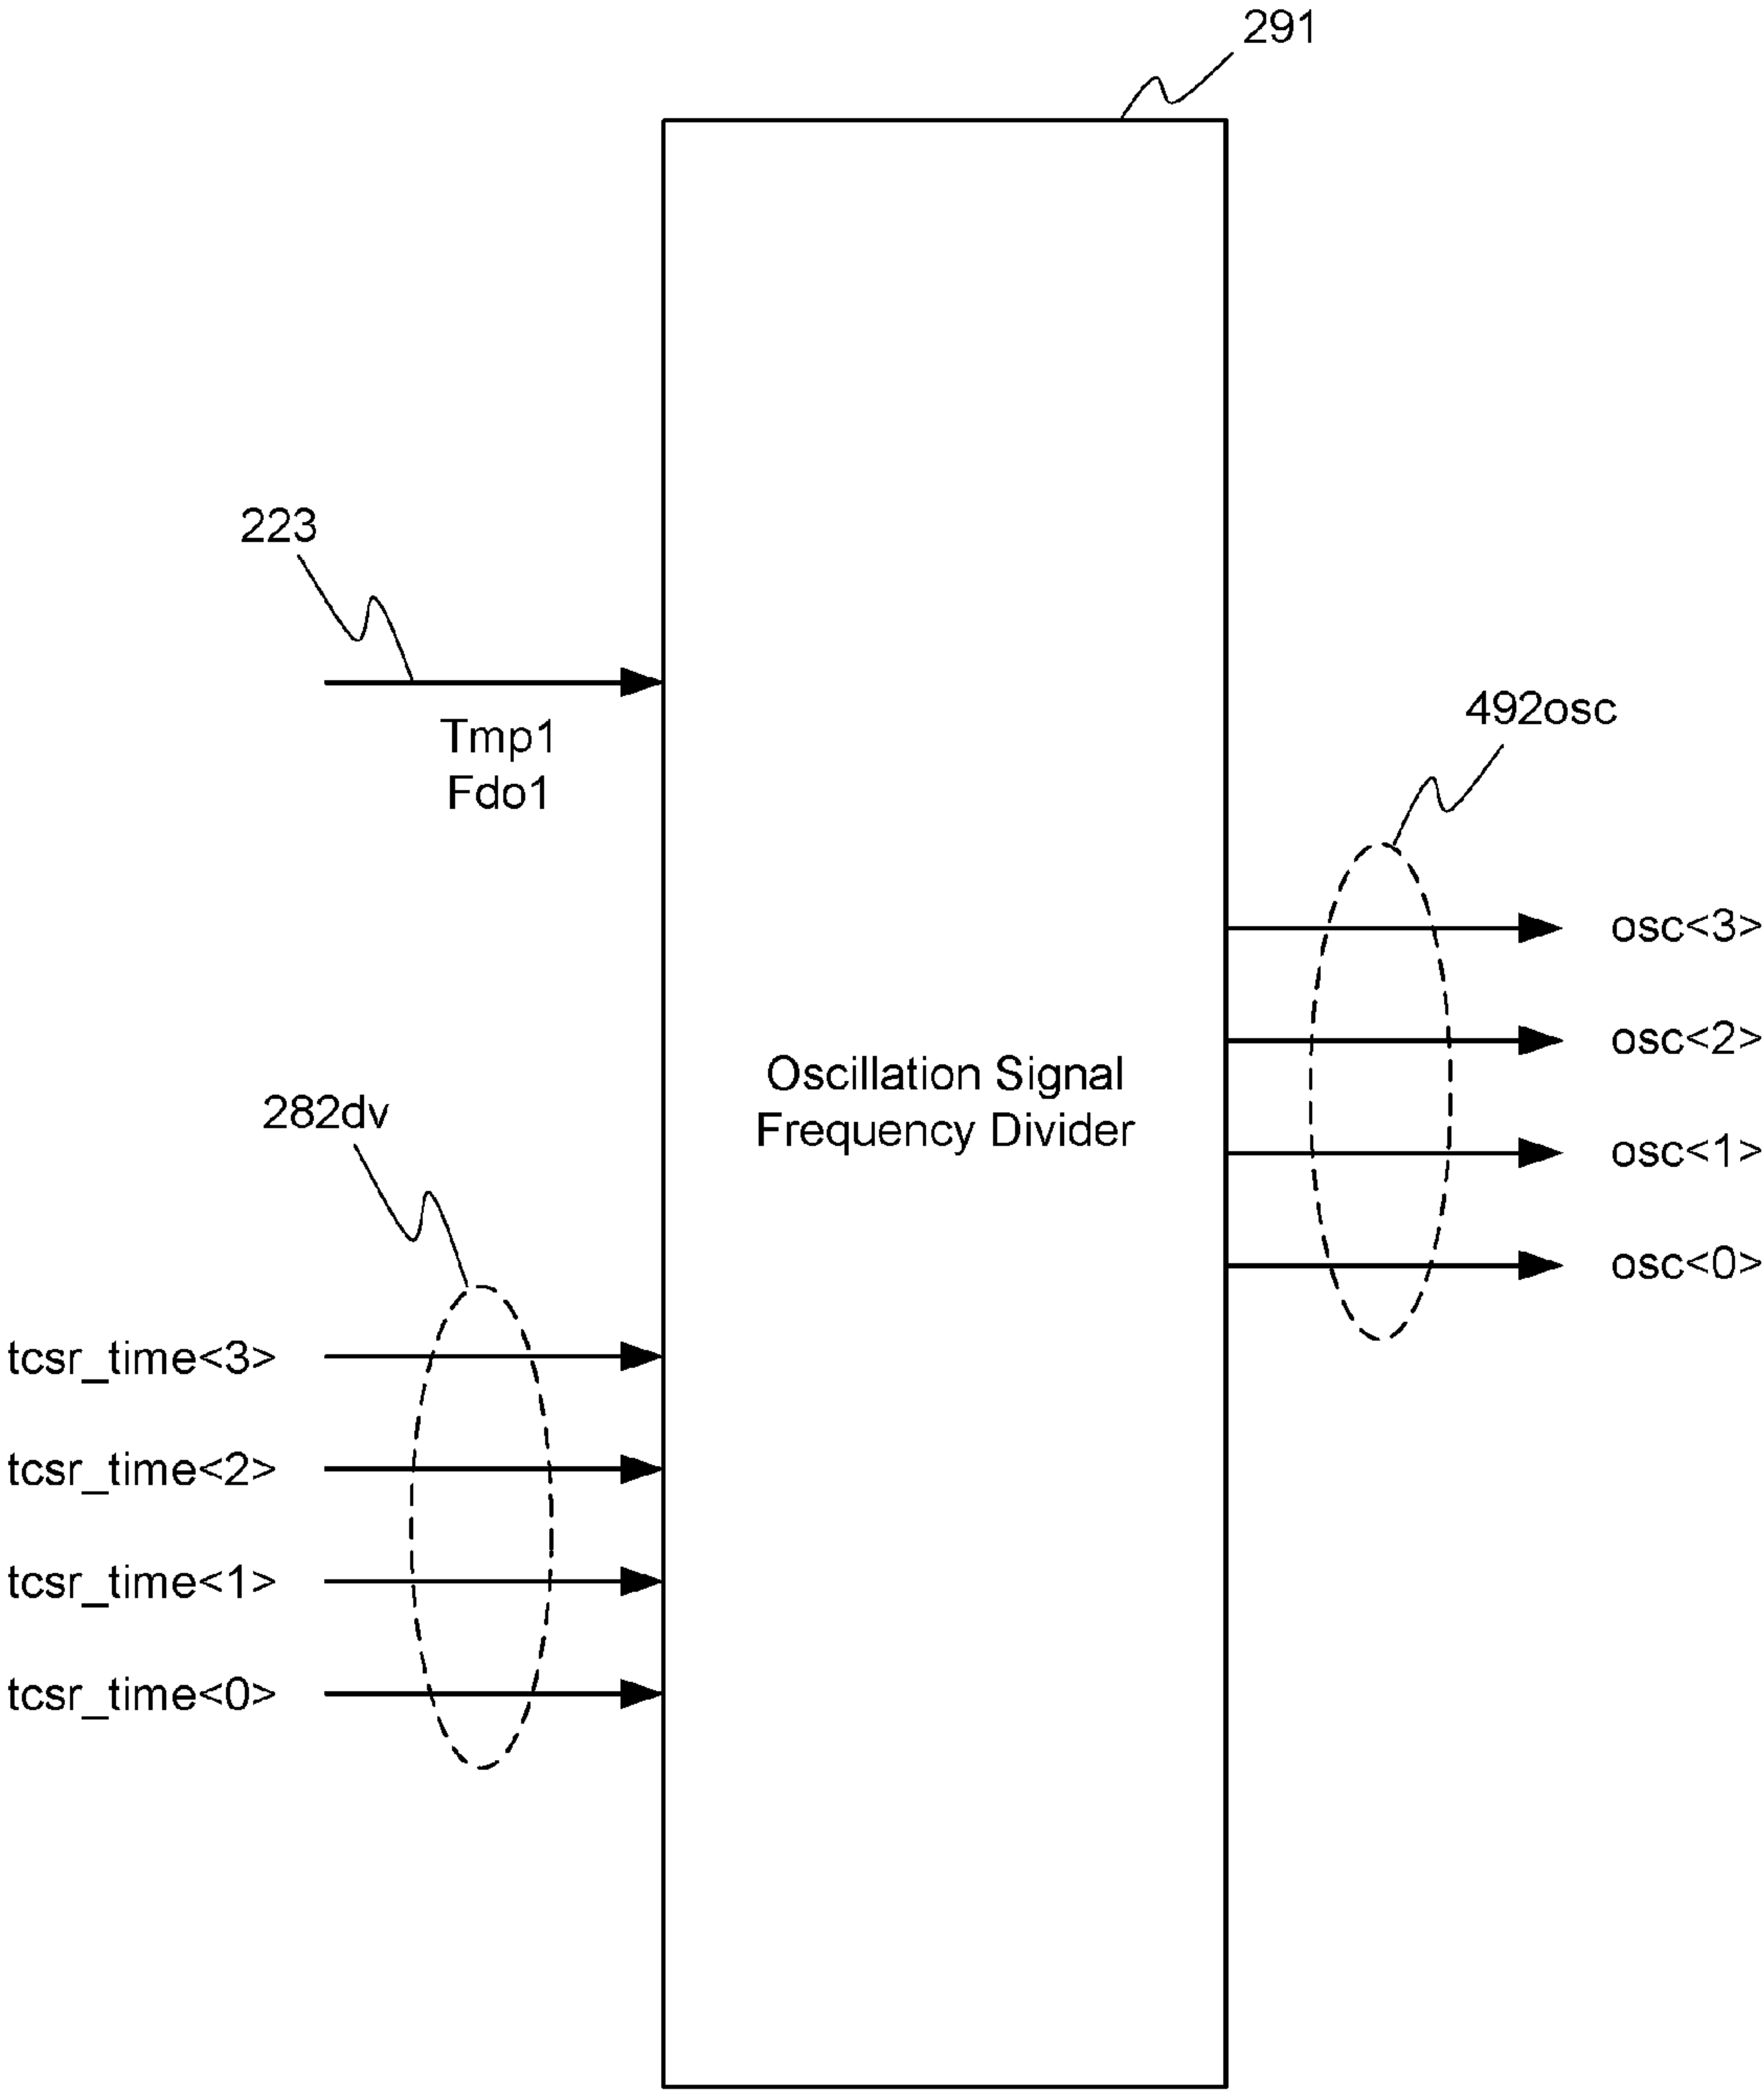 291
223
Tmp1
Fdo1
492osc
osc<3>
osc<2>
Oscillation Signal
Frequency Divider
282dv
osc<1>
osc<0>
tcsr_time<3>
tcsr_time<2>
tcsr_time<1>
tcsr_time<0>